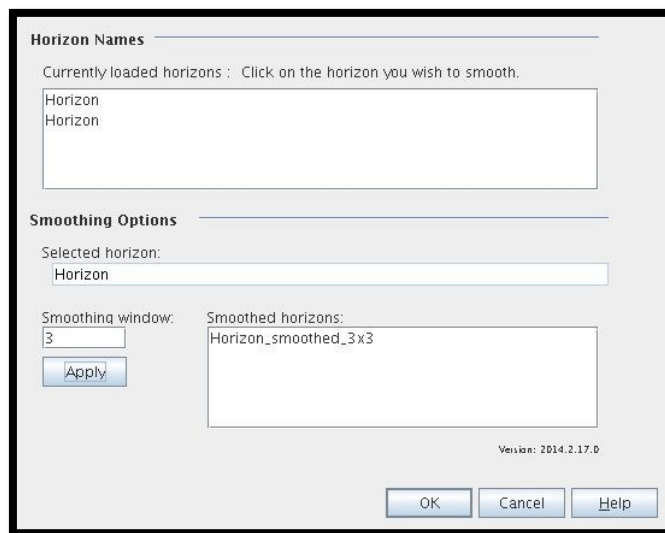 Horizon Names
Currently loaded horizons : Click on the horizon you wish to smooth.
Horizon
Horizon
Smoothing Options
Selected horizon:
Horizon
Smoothing window:
3
Apply
Smoothed horizons:
Horizon_smoothed_3x3
Version: 2014.2.17.0
OK Cancel Help